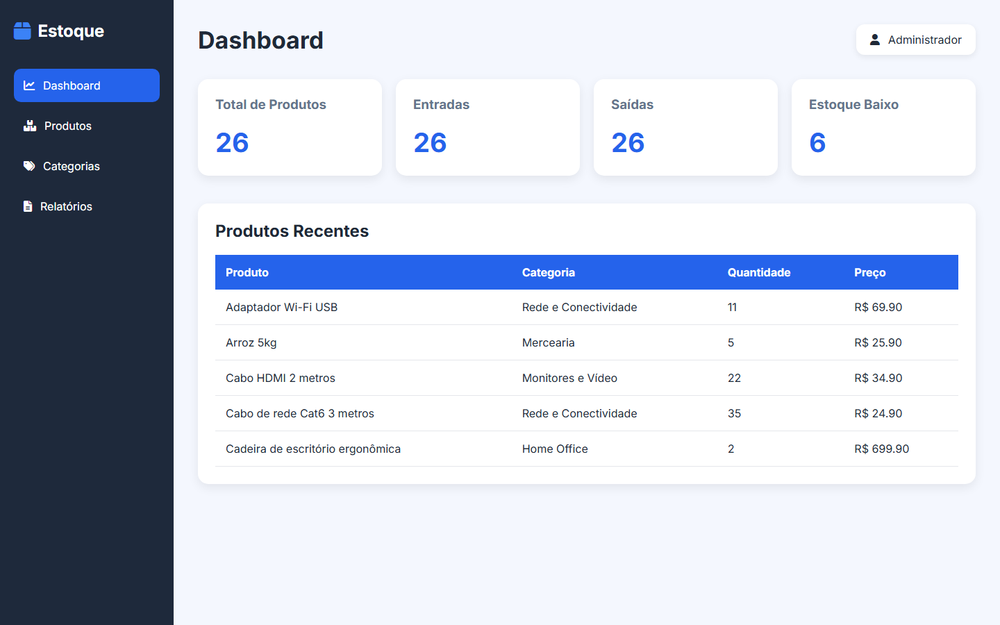 Estoque
Dashboard
Produtos
Categorias
Relatórios
Dashboard
Administrador
Total de Produtos
26
Entradas
26
Saídas
26
Estoque Baixo
6
Produtos Recentes
Produto Categoria Quantidade Preço
Adaptador Wi-Fi USB Rede e Conectividade 11 R$ 69.90
Arroz 5kg Mercearia 5 R$ 25.90
Cabo HDMI 2 metros Monitores e Vídeo 22 R$ 34.90
Cabo de rede Cat6 3 metros Rede e Conectividade 35 R$ 24.90
Cadeira de escritório ergonômica Home Office 2 R$ 699.90